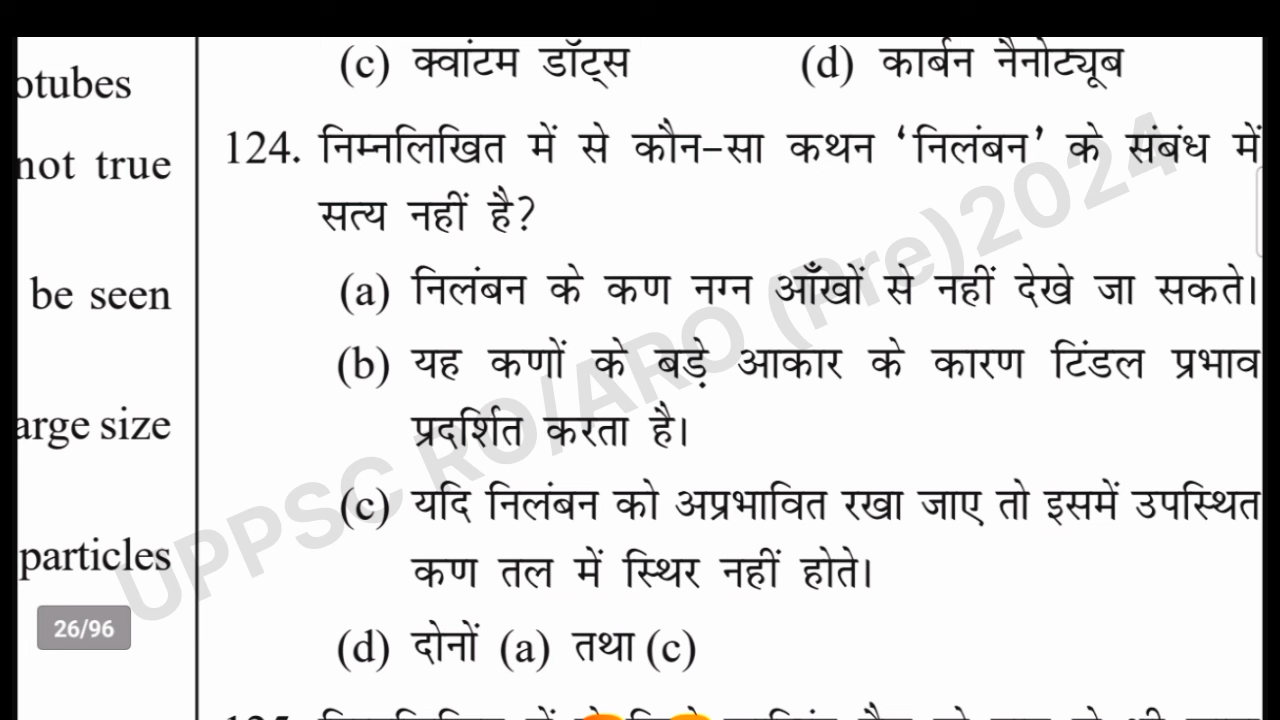 otubes
not true
be seen
arge size
particles
26/96
(c) क्वांटम डॉट्स (d) कार्बन नैनोट्यूब
124. निम्नलिखित में से कौन-सा कथन ‘निलंबन’ के संबंध में
सत्य नहीं है?
(a) निलंबन के कण नग्न आँखों से नहीं देखे जा सकते।
(b) यह कणों के बड़े आकार के कारण टिंडल प्रभाव
प्रदर्शित करता है।
(c) यदि निलंबन को अप्रभावित रखा जाए तो इसमें उपस्थित
कण तल में स्थिर नहीं होते।
(d) दोनों (a) तथा (c)
UPPSC RO/ARO (Pre)2024